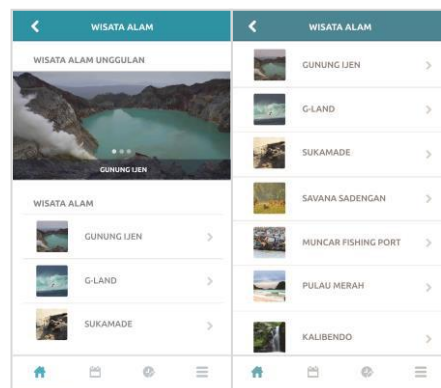 WISATA ALAM
WISATA ALAM UNGGULAN
GUNUNG IJEN
WISATA ALAM
GUNUNG IJEN
G-LAND
SUKAMADE
WISATA ALAM
GUNUNG IJEN
G-LAND
SUKAMADE
SAVANA SADENGAN
MUNCAR FISHING PORT
PULAU MERAH
KALIBENDO